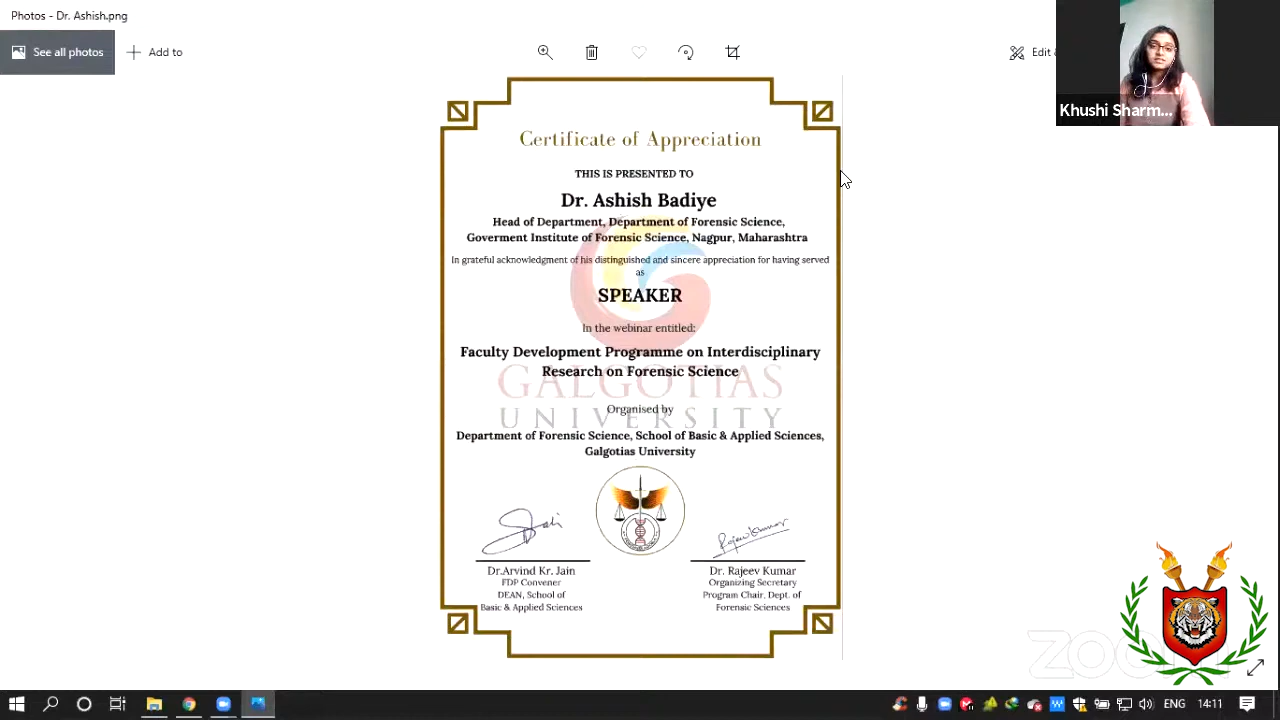 Photos - Dr. Ashish.png
See all photos
Add to
Edit &
Khushi Sharm...
Certificate of Appreciation
THIS IS PRESENTED TO
Dr. Ashish Badiye
Head of Department, Department of Forensic Science,
Goverment Institute of Forensic Science, Nagpur, Maharashtra
In grateful acknowledgment of his distinguished and sincere appreciation for having served
as
SPEAKER
In the webinar entitled:
Faculty Development Programme on Interdisciplinary
Research on Forensic Science
GALGOTIAS
UNIVERSITY
Organised by
Department of Forensic Science, School of Basic & Applied Sciences,
Galgotias University
Rajeev Kumar
Dr.Arvind Kr. Jain
FDP Convener
DEAN, School of
Basic & Applied Sciences
Dr. Rajeev Kumar
Organizing Secretary
Program Chair, Dept. of
Forensic Sciences
zoom
ENG
14:11